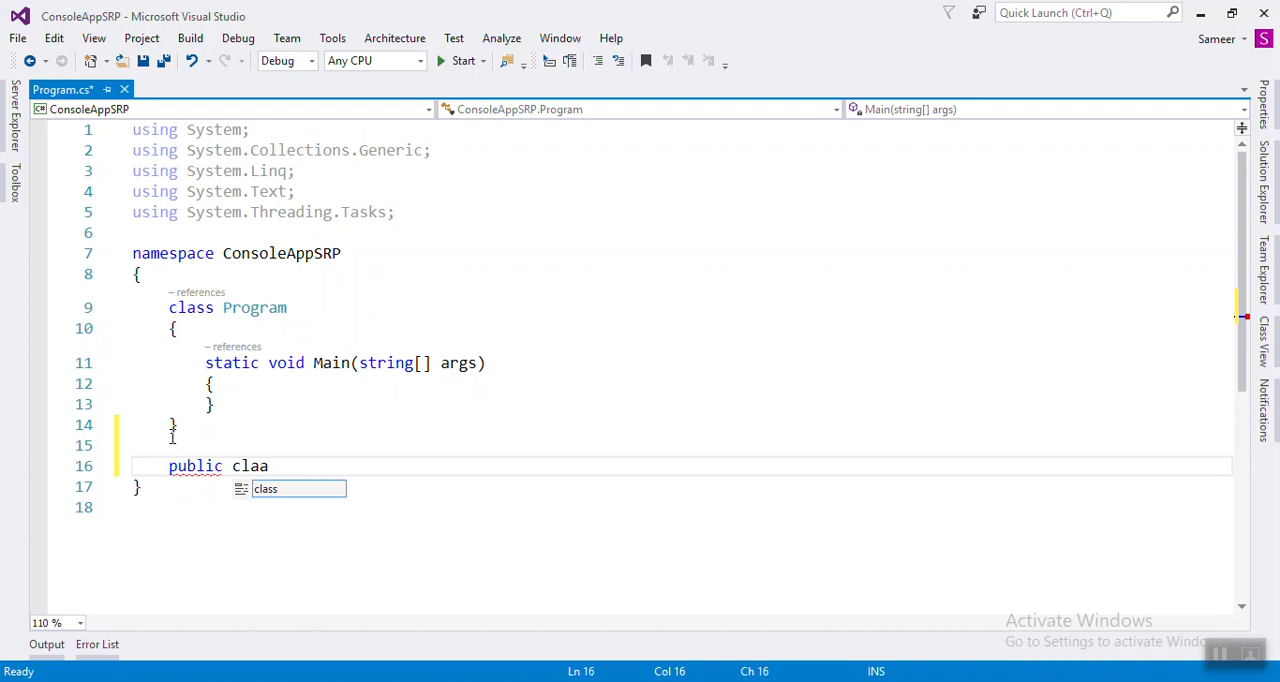 ConsoleAppSRP - Microsoft Visual Studio
Quick Launch (Ctrl+Q)
File Edit View Project Build Debug Team Tools Architecture Test Analyze Window Help
Sameer S
Debug Any CPU Start
Program.cs*
C# ConsoleAppSRP ConsoleAppSRP.Program Main(string[] args)
Server Explorer
Toolbox
Properties
Solution Explorer
Team Explorer
Class View
Notifications
1 using System;
2 using System.Collections.Generic;
3 using System.Linq;
4 using System.Text;
5 using System.Threading.Tasks;
6
7 namespace ConsoleAppSRP
8 {
– references
9 class Program
10 {
– references
11 static void Main(string[] args)
12 {
13 }
14 }
15
16 public claa
class
17 }
18
110 %
Activate Windows
Go to Settings to activate
Output Error List
Ready Ln 16 Col 16 Ch 16 INS